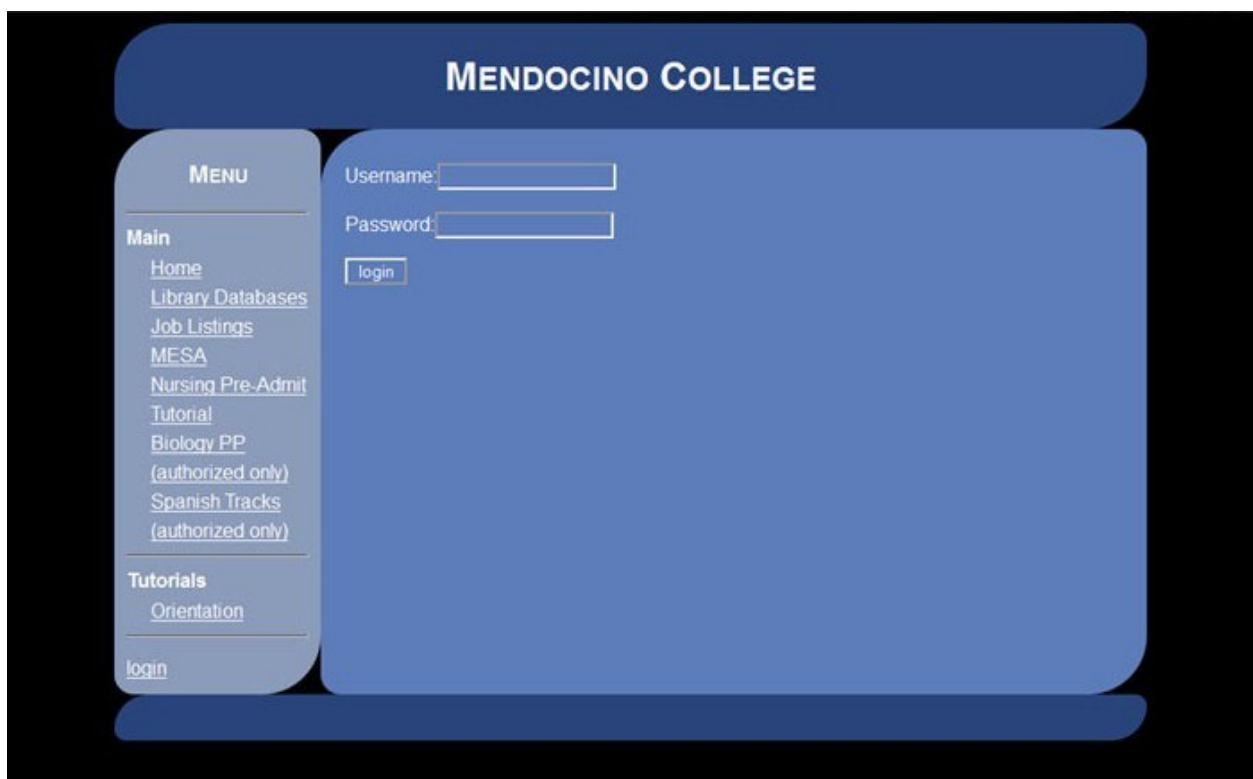 MENDOCINO COLLEGE
MENU
Main
Home
Library Databases
Job Listings
MESA
Nursing Pre-Admit
Tutorial
Biology PP
(authorized only)
Spanish Tracks
(authorized only)
Tutorials
Orientation
login
Username:
Password:
login